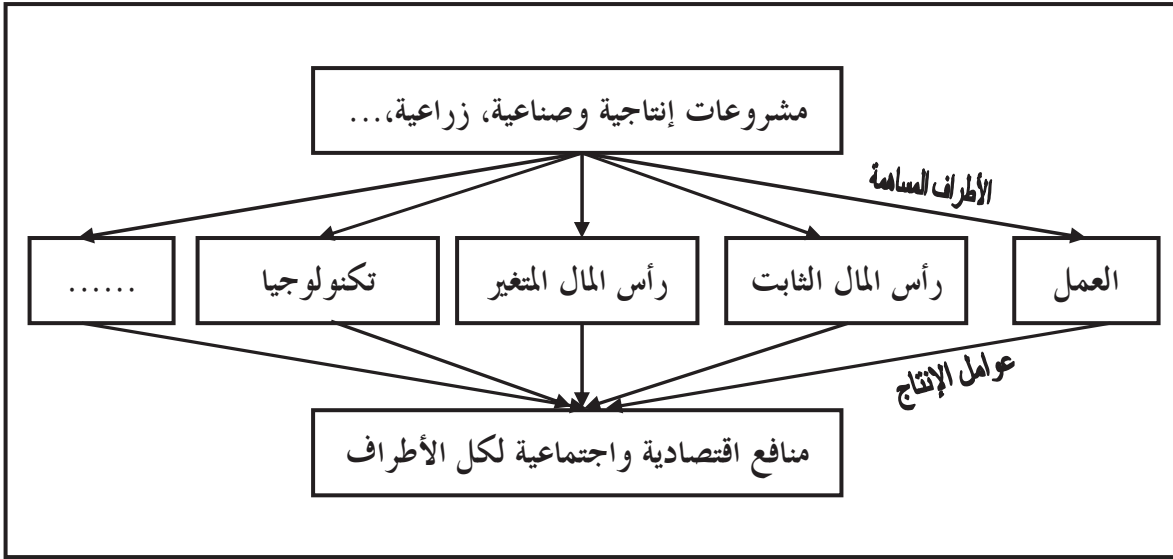 مشروعات إنتاجية وصناعية، زراعية،...
الأطراف المساهمة
العمل
رأس المال الثابت
رأس المال المتغير
تكنولوجيا
......
عوامل الإنتاج
منافع اقتصادية واجتماعية لكل الأطراف